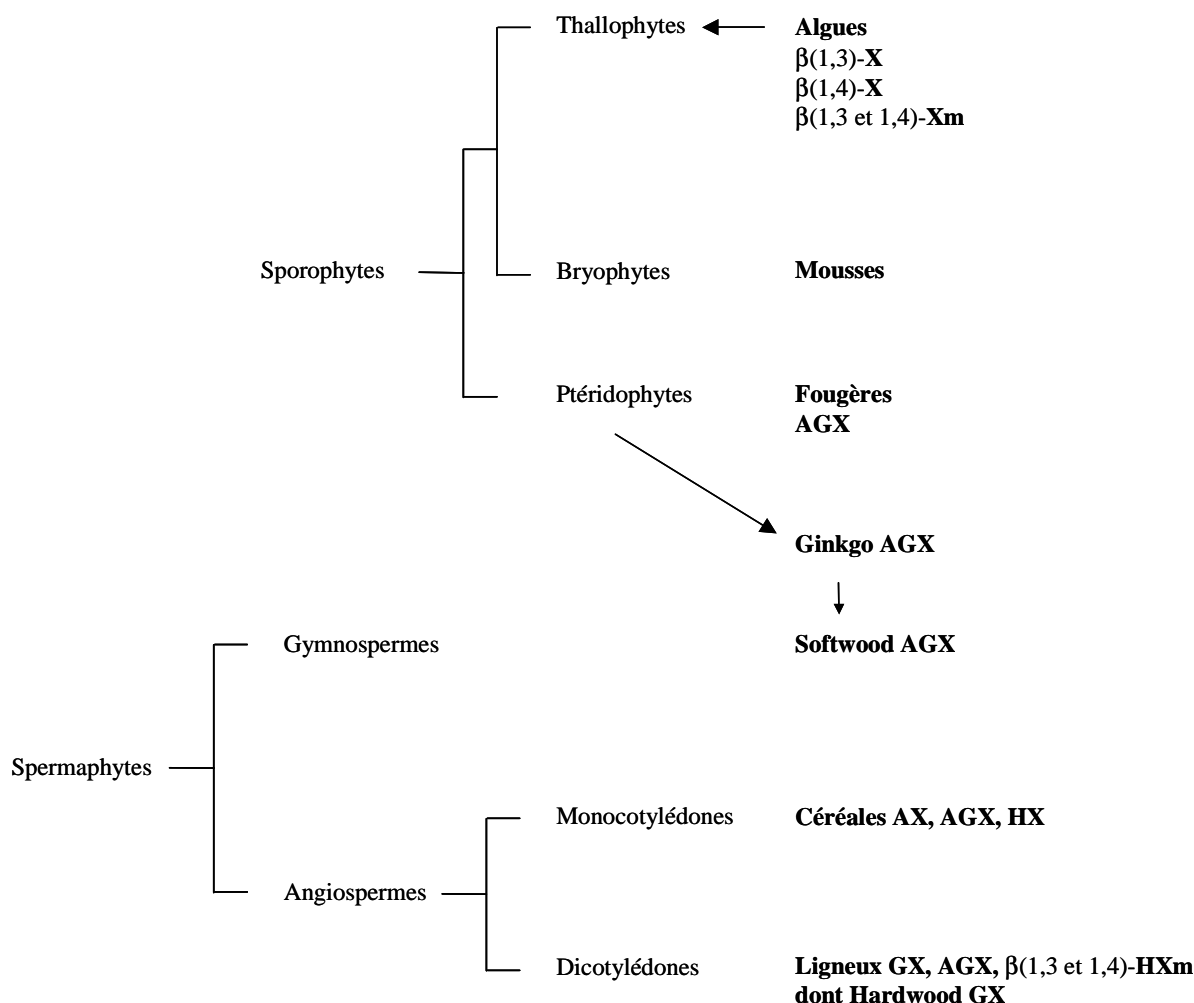 Thallophytes
Algues
β(1,3)-X
β(1,4)-X
β(1,3 et 1,4)-Xm
Sporophytes
Bryophytes
Mousses
Ptéridophytes
Fougères
AGX
Ginkgo AGX
Gymnospermes
Softwood AGX
Spermaphytes
Monocotylédones
Céréales AX, AGX, HX
Angiospermes
Dicotylédones
Ligneux GX, AGX, β(1,3 et 1,4)-HXm
dont Hardwood GX